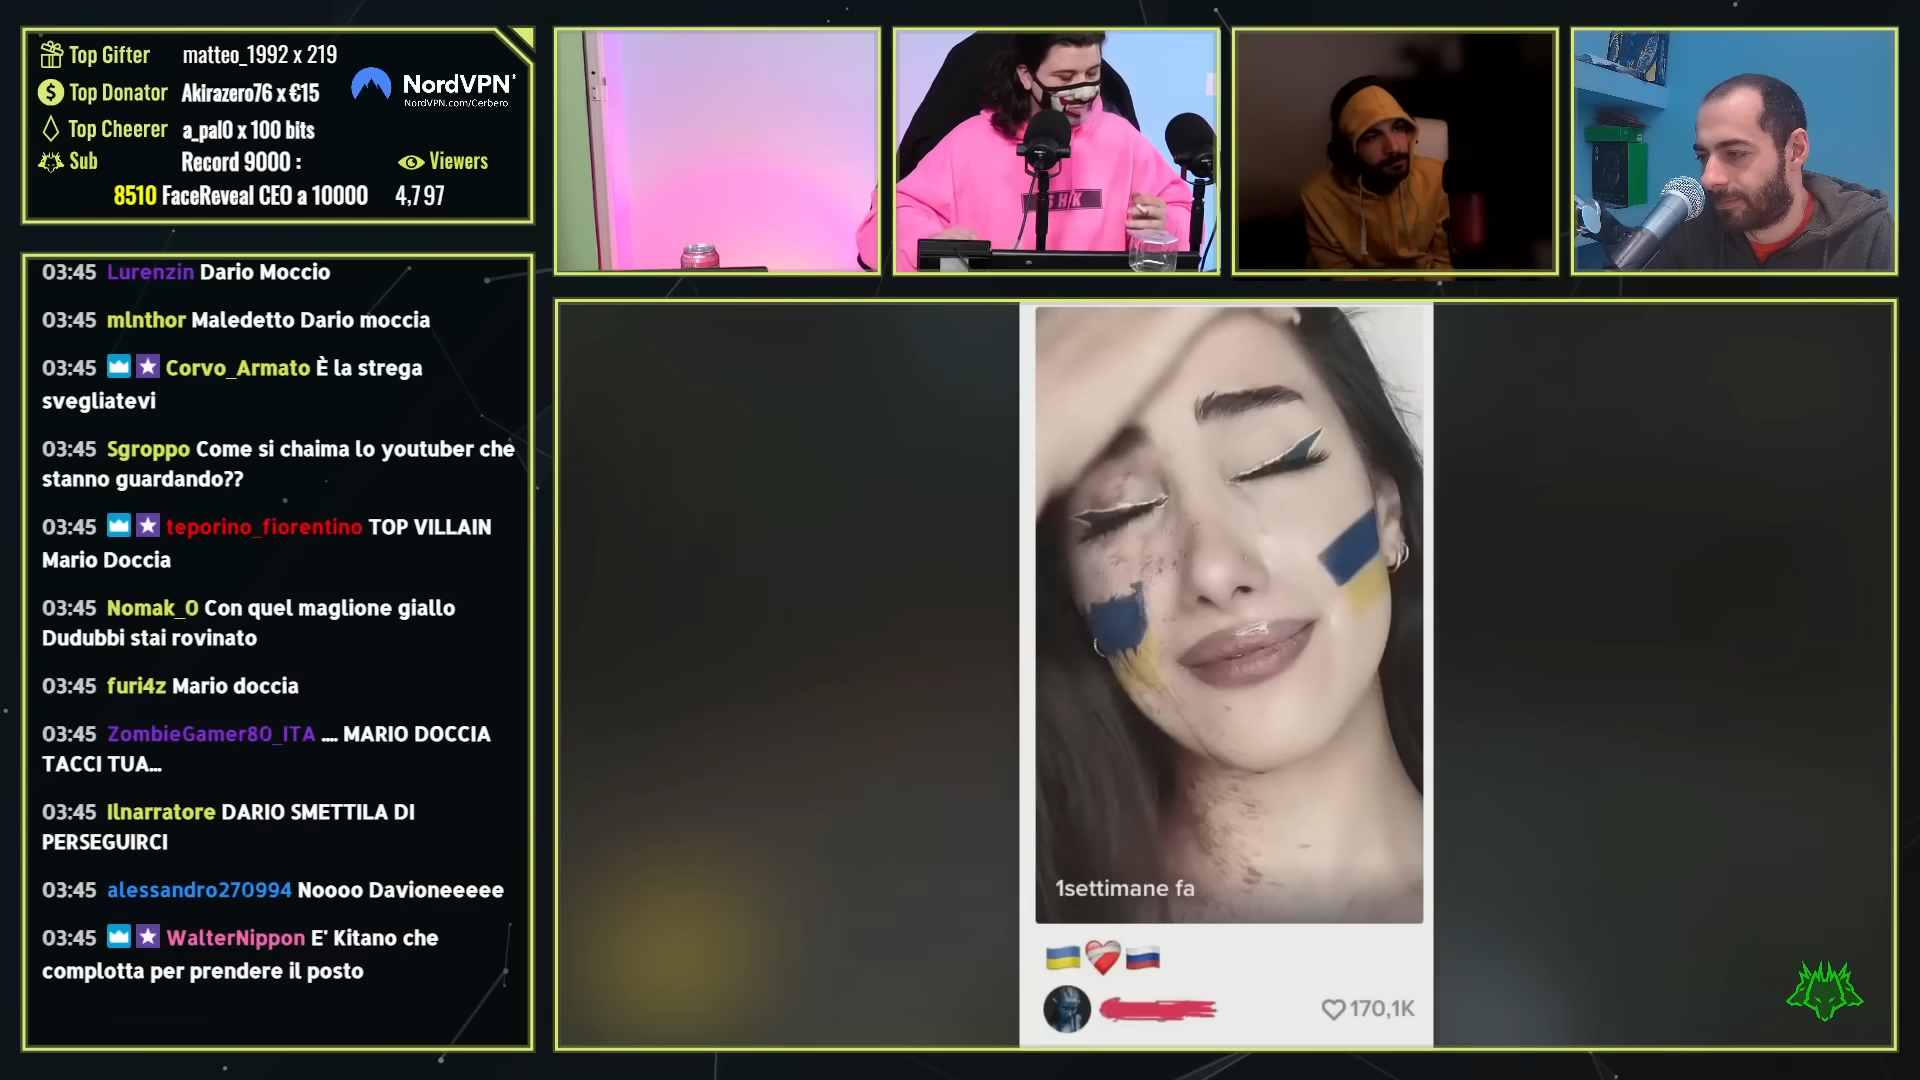 Top Gifter matteo_1992 x 219
Top Donator Akirazero76 x €15
Top Cheerer a_pal0 x 100 bits
Sub Record 9000 : Viewers
8510 FaceReveal CEO a 10000 4,797
NordVPN
NordVPN.com/Cerbero
03:45 Lurenzin Dario Moccio
03:45 mlnthor Maledetto Dario moccia
03:45 Corvo_Armato È la strega
svegliatevi
03:45 Sgroppo Come si chaima lo youtuber che
stanno guardando??
03:45 teporino_fiorentino TOP VILLAIN
Mario Doccia
03:45 Nomak_0 Con quel maglione giallo
Dudubbi stai rovinato
03:45 furi4z Mario doccia
03:45 ZombieGamer80_ITA .... MARIO DOCCIA
TACCI TUA...
03:45 Ilnarratore DARIO SMETTILA DI
PERSEGUIRCI
03:45 alessandro270994 Noooo Davioneeeee
03:45 WalterNippon E' Kitano che
complotta per prendere il posto
1settimane fa
170,1K